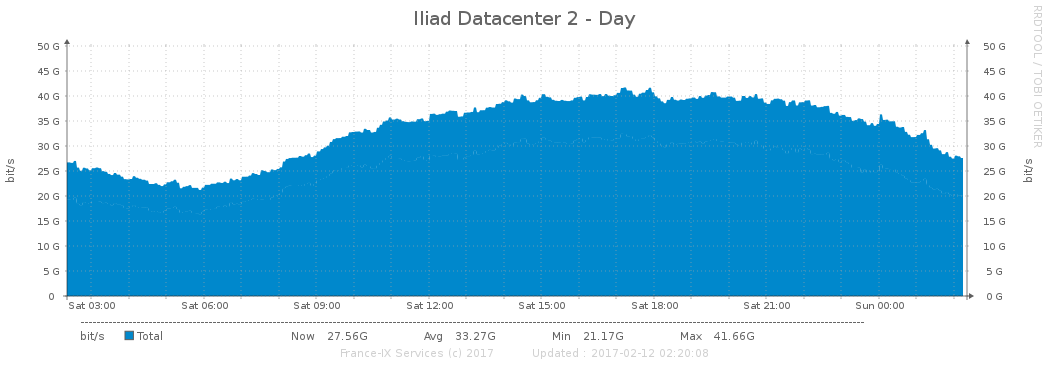 Iliad Datacenter 2 - Day
RRDTOOL / TOBI OETIKER
50 G 50 G
45 G 45 G
40 G 40 G
35 G 35 G
30 G 30 G
25 G 25 G
20 G 20 G
15 G 15 G
10 G 10 G
5 G 5 G
0 0 G
bit/s bit/s
Sat 03:00 Sat 06:00 Sat 09:00 Sat 12:00 Sat 15:00 Sat 18:00 Sat 21:00 Sun 00:00
bit/s Total Now 27.56G Avg 33.27G Min 21.17G Max 41.66G
France-IX Services (c) 2017 Updated : 2017-02-12 02:20:08